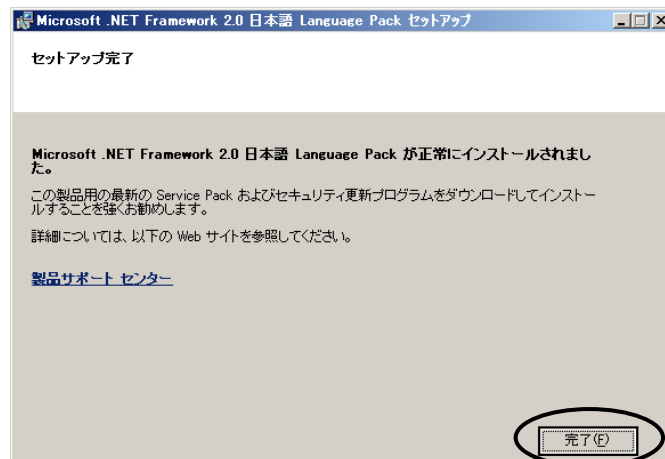 Microsoft .NET Framework 2.0 日本語 Language Pack セットアップ
セットアップ完了
Microsoft .NET Framework 2.0 日本語 Language Pack が正常にインストールされまし
た。
この製品用の最新の Service Pack およびセキュリティ更新プログラムをダウンロードしてインストー
ルすることを強くお勧めします。
詳細については、以下の Web サイトを参照してください。
製品サポート センター
完了(F)